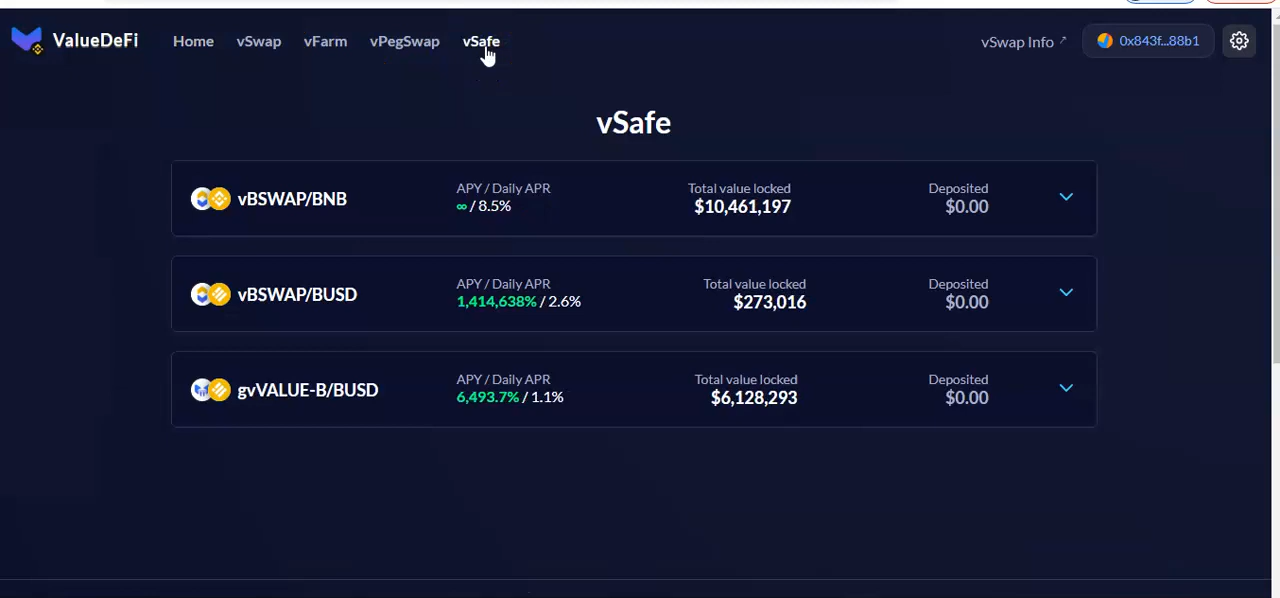 ValueDeFi Home vSwap vFarm vPegSwap vSafe vSwap Info ↗ 0x843f...88b1
vSafe
vBSWAP/BNB
APY / Daily APR
∞ / 8.5%
Total value locked
$10,461,197
Deposited
$0.00
vBSWAP/BUSD
APY / Daily APR
1,414,638% / 2.6%
Total value locked
$273,016
Deposited
$0.00
gvVALUE-B/BUSD
APY / Daily APR
6,493.7% / 1.1%
Total value locked
$6,128,293
Deposited
$0.00